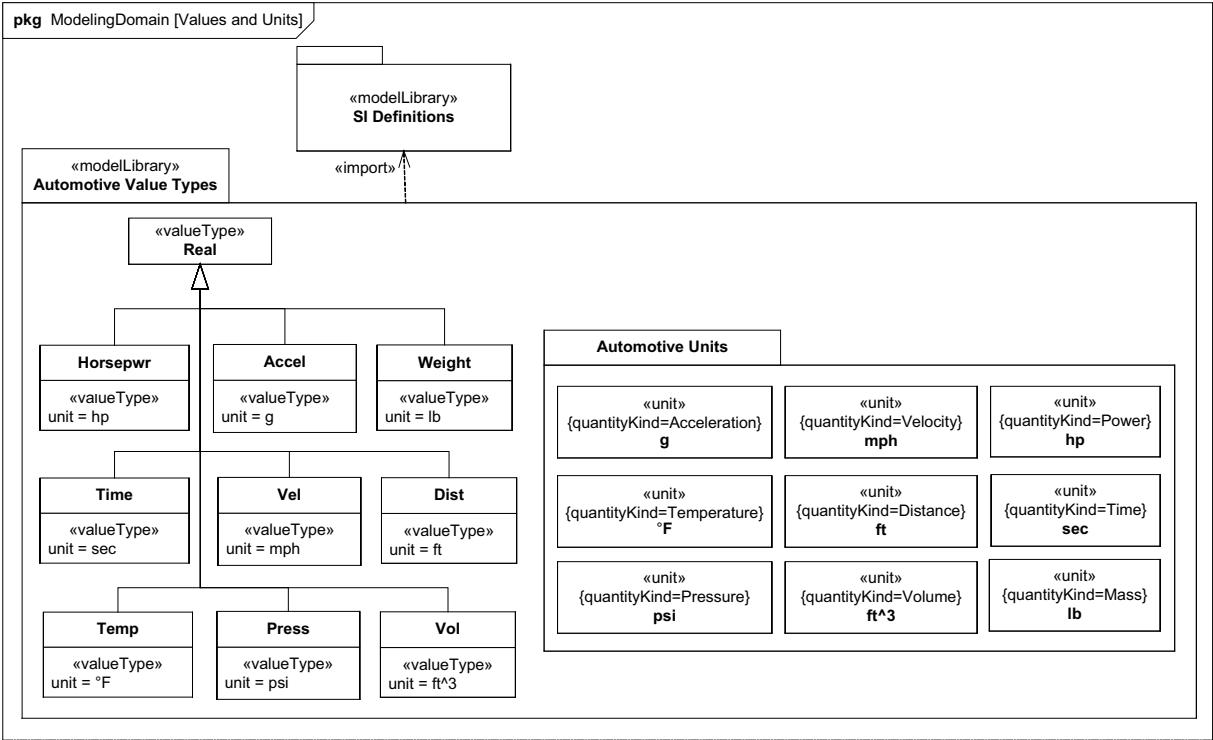 pkg ModelingDomain [Values and Units]
«modelLibrary»
SI Definitions
«import»
«modelLibrary»
Automotive Value Types
«valueType»
Real
Horsepwr
«valueType»
unit = hp
Accel
«valueType»
unit = g
Weight
«valueType»
unit = lb
Time
«valueType»
unit = sec
Vel
«valueType»
unit = mph
Dist
«valueType»
unit = ft
Temp
«valueType»
unit = °F
Press
«valueType»
unit = psi
Vol
«valueType»
unit = ft^3
Automotive Units
«unit»
{quantityKind=Acceleration}
g
«unit»
{quantityKind=Velocity}
mph
«unit»
{quantityKind=Power}
hp
«unit»
{quantityKind=Temperature}
°F
«unit»
{quantityKind=Distance}
ft
«unit»
{quantityKind=Time}
sec
«unit»
{quantityKind=Pressure}
psi
«unit»
{quantityKind=Volume}
ft^3
«unit»
{quantityKind=Mass}
lb